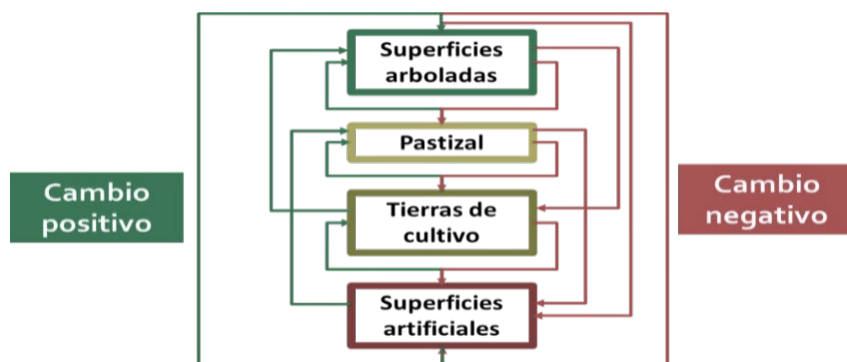 Superficies
arboladas
Pastizal
Cambio
positivo
Cambio
negativo
Tierras de
cultivo
Superficies
artificiales